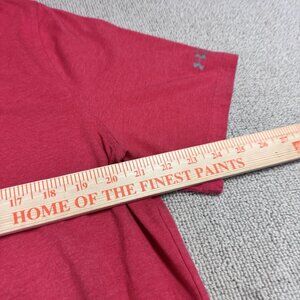 17 18 19 20 21 22 23 24 25 26
HOME OF THE FINEST PAINTS